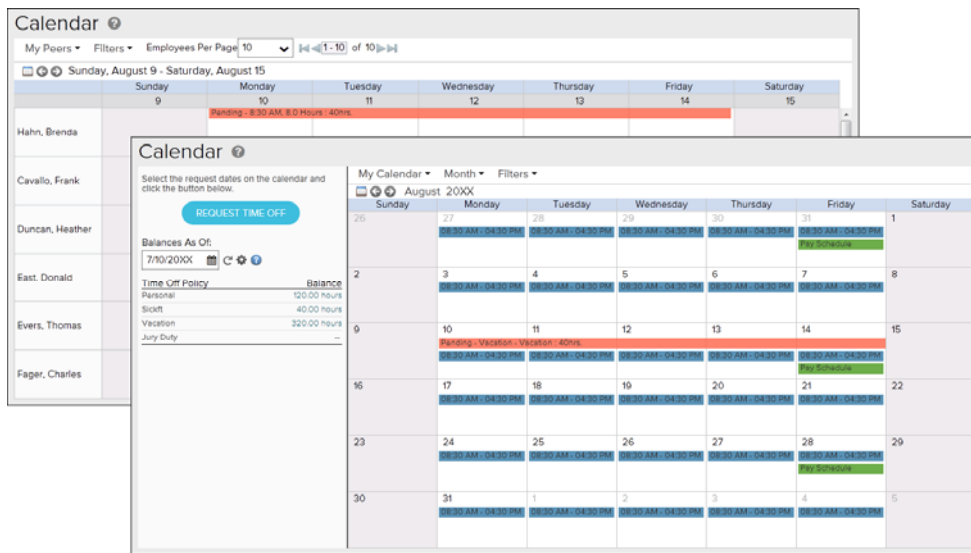 Calendar
My Peers Filters Employees Per Page 10 1-10 of 10
Sunday, August 9 - Saturday, August 15
Sunday Monday Tuesday Wednesday Thursday Friday Saturday
9 10 11 12 13 14 15
Pending - 8:30 AM, 8.0 Hours : 40hrs.
Hahn, Brenda
Cavallo, Frank
Duncan, Heather
East, Donald
Evers, Thomas
Fager, Charles
Calendar
Select the request dates on the calendar and
click the button below.
REQUEST TIME OFF
Balances As Of:
7/10/20XX
Time Off Policy Balance
Personal 120.00 hours
Sickft 40.00 hours
Vacation 320.00 hours
Jury Duty --
My Calendar Month Filters
August 20XX
Sunday Monday Tuesday Wednesday Thursday Friday Saturday
26 27 28 29 30 31 1
08:30 AM - 04:30 PM 08:30 AM - 04:30 PM 08:30 AM - 04:30 PM 08:30 AM - 04:30 PM 08:30 AM - 04:30 PM
Pay Schedule
2 3 4 5 6 7 8
08:30 AM - 04:30 PM 08:30 AM - 04:30 PM 08:30 AM - 04:30 PM 08:30 AM - 04:30 PM 08:30 AM - 04:30 PM
9 10 11 12 13 14 15
Pending - Vacation - Vacation : 40hrs.
08:30 AM - 04:30 PM 08:30 AM - 04:30 PM 08:30 AM - 04:30 PM 08:30 AM - 04:30 PM 08:30 AM - 04:30 PM
Pay Schedule
16 17 18 19 20 21 22
08:30 AM - 04:30 PM 08:30 AM - 04:30 PM 08:30 AM - 04:30 PM 08:30 AM - 04:30 PM 08:30 AM - 04:30 PM
23 24 25 26 27 28 29
08:30 AM - 04:30 PM 08:30 AM - 04:30 PM 08:30 AM - 04:30 PM 08:30 AM - 04:30 PM 08:30 AM - 04:30 PM
Pay Schedule
30 31 1 2 3 4 5
08:30 AM - 04:30 PM 08:30 AM - 04:30 PM 08:30 AM - 04:30 PM 08:30 AM - 04:30 PM 08:30 AM - 04:30 PM